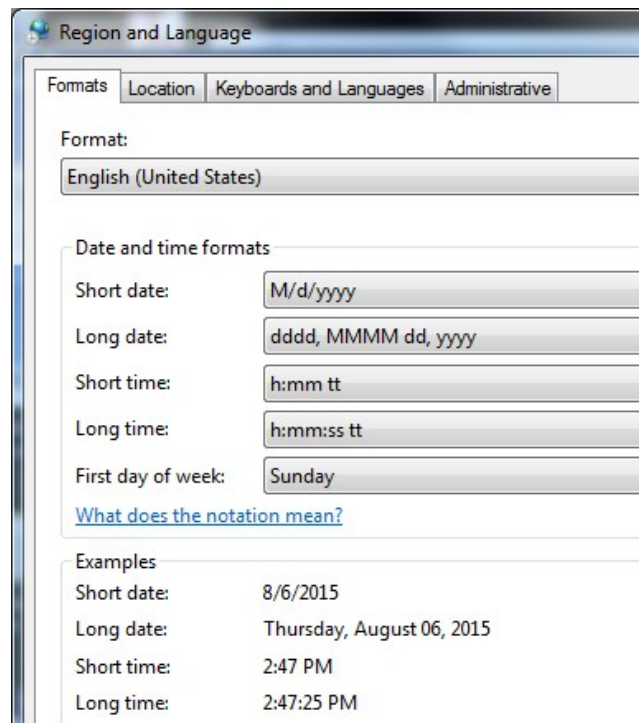 Region and Language
Formats Location Keyboards and Languages Administrative
Format:
English (United States)
Date and time formats
Short date: M/d/yyyy
Long date: dddd, MMMM dd, yyyy
Short time: h:mm tt
Long time: h:mm:ss tt
First day of week: Sunday
What does the notation mean?
Examples
Short date: 8/6/2015
Long date: Thursday, August 06, 2015
Short time: 2:47 PM
Long time: 2:47:25 PM